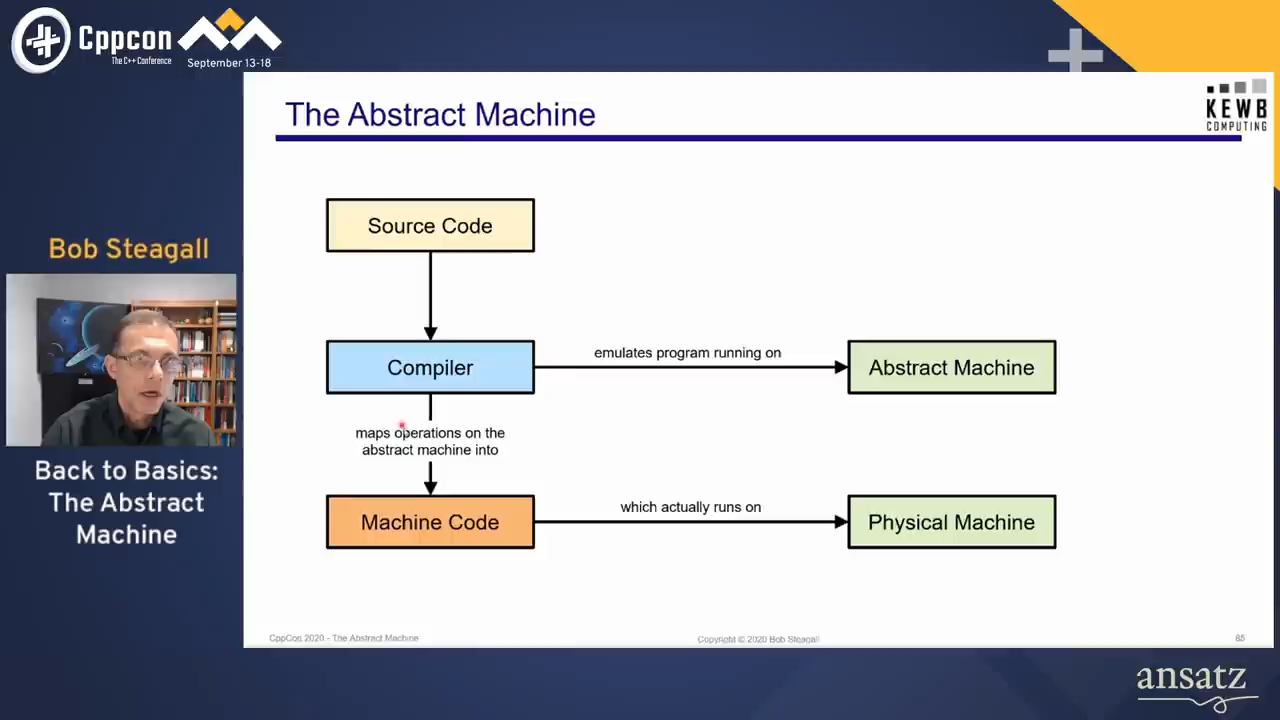 Cppcon
The C++ Conference
September 13-18
The Abstract Machine
KEWB
COMPUTING
Source Code
Bob Steagall
Compiler
emulates program running on
Abstract Machine
maps operations on the
abstract machine into
Back to Basics:
The Abstract
Machine
Machine Code
which actually runs on
Physical Machine
CppCon 2020 - The Abstract Machine
Copyright © 2020 Bob Steagall
85
ansatz